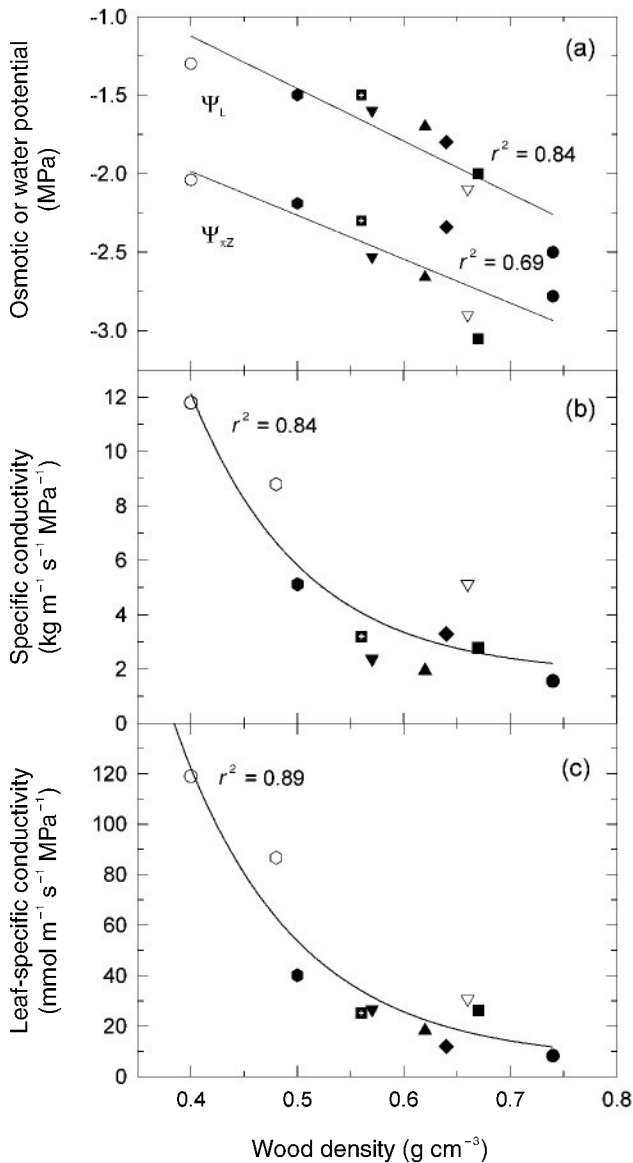 Osmotic or water potential
(MPa)
-1.0
-1.5
-2.0
-2.5
-3.0
(a)
Ψ_L
r² = 0.84
Ψ_πZ
r² = 0.69
Specific conductivity
(kg m⁻¹ s⁻¹ MPa⁻¹)
12
10
8
6
4
2
0
(b)
r² = 0.84
Leaf-specific conductivity
(mmol m⁻¹ s⁻¹ MPa⁻¹)
120
100
80
60
40
20
0
(c)
r² = 0.89
0.4 0.5 0.6 0.7 0.8
Wood density (g cm⁻³)